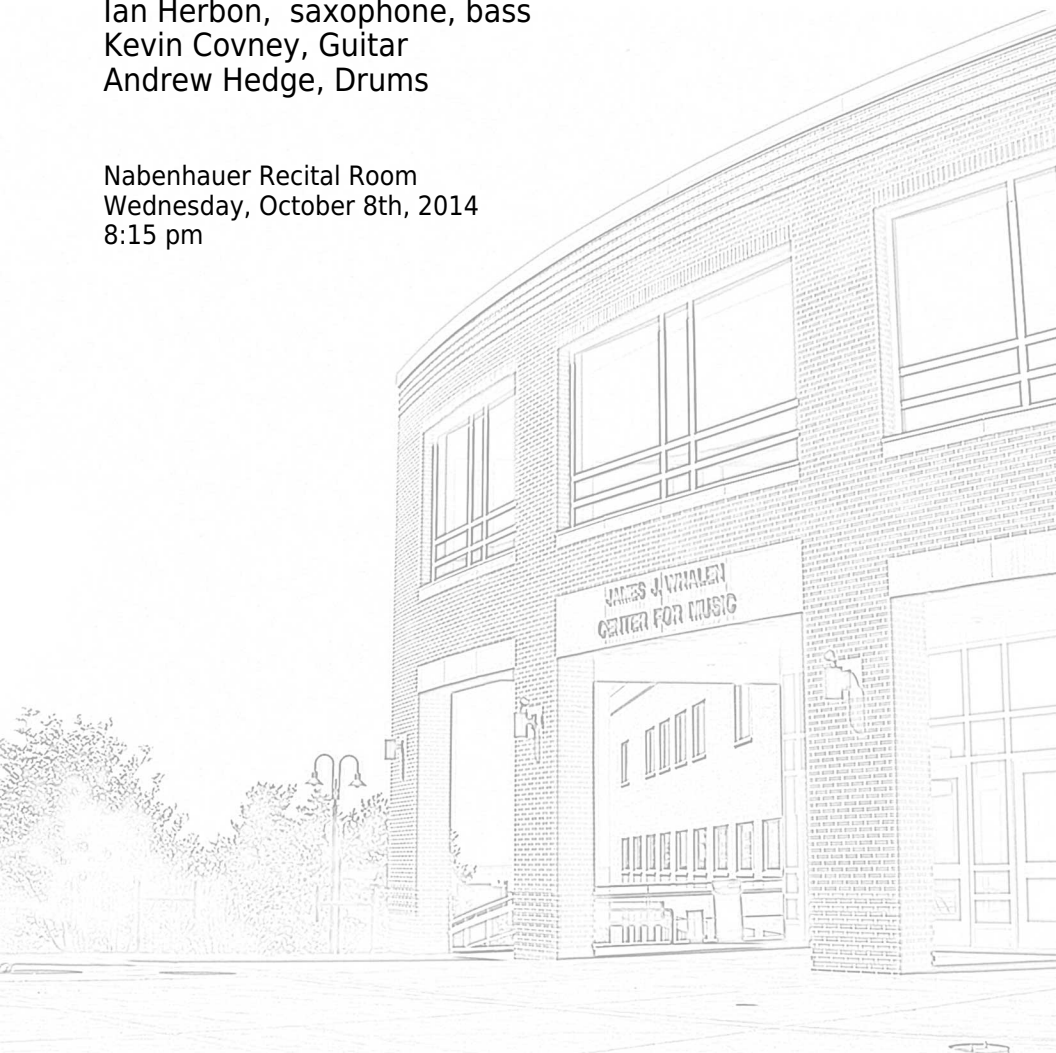 Ian Herbon,  saxophone, bass
Kevin Covney, Guitar
Andrew Hedge, Drums
Nabenhauer Recital Room
Wednesday, October 8th, 2014
8:15 pm
JAMES J. WHALEN
CENTER FOR MUSIC